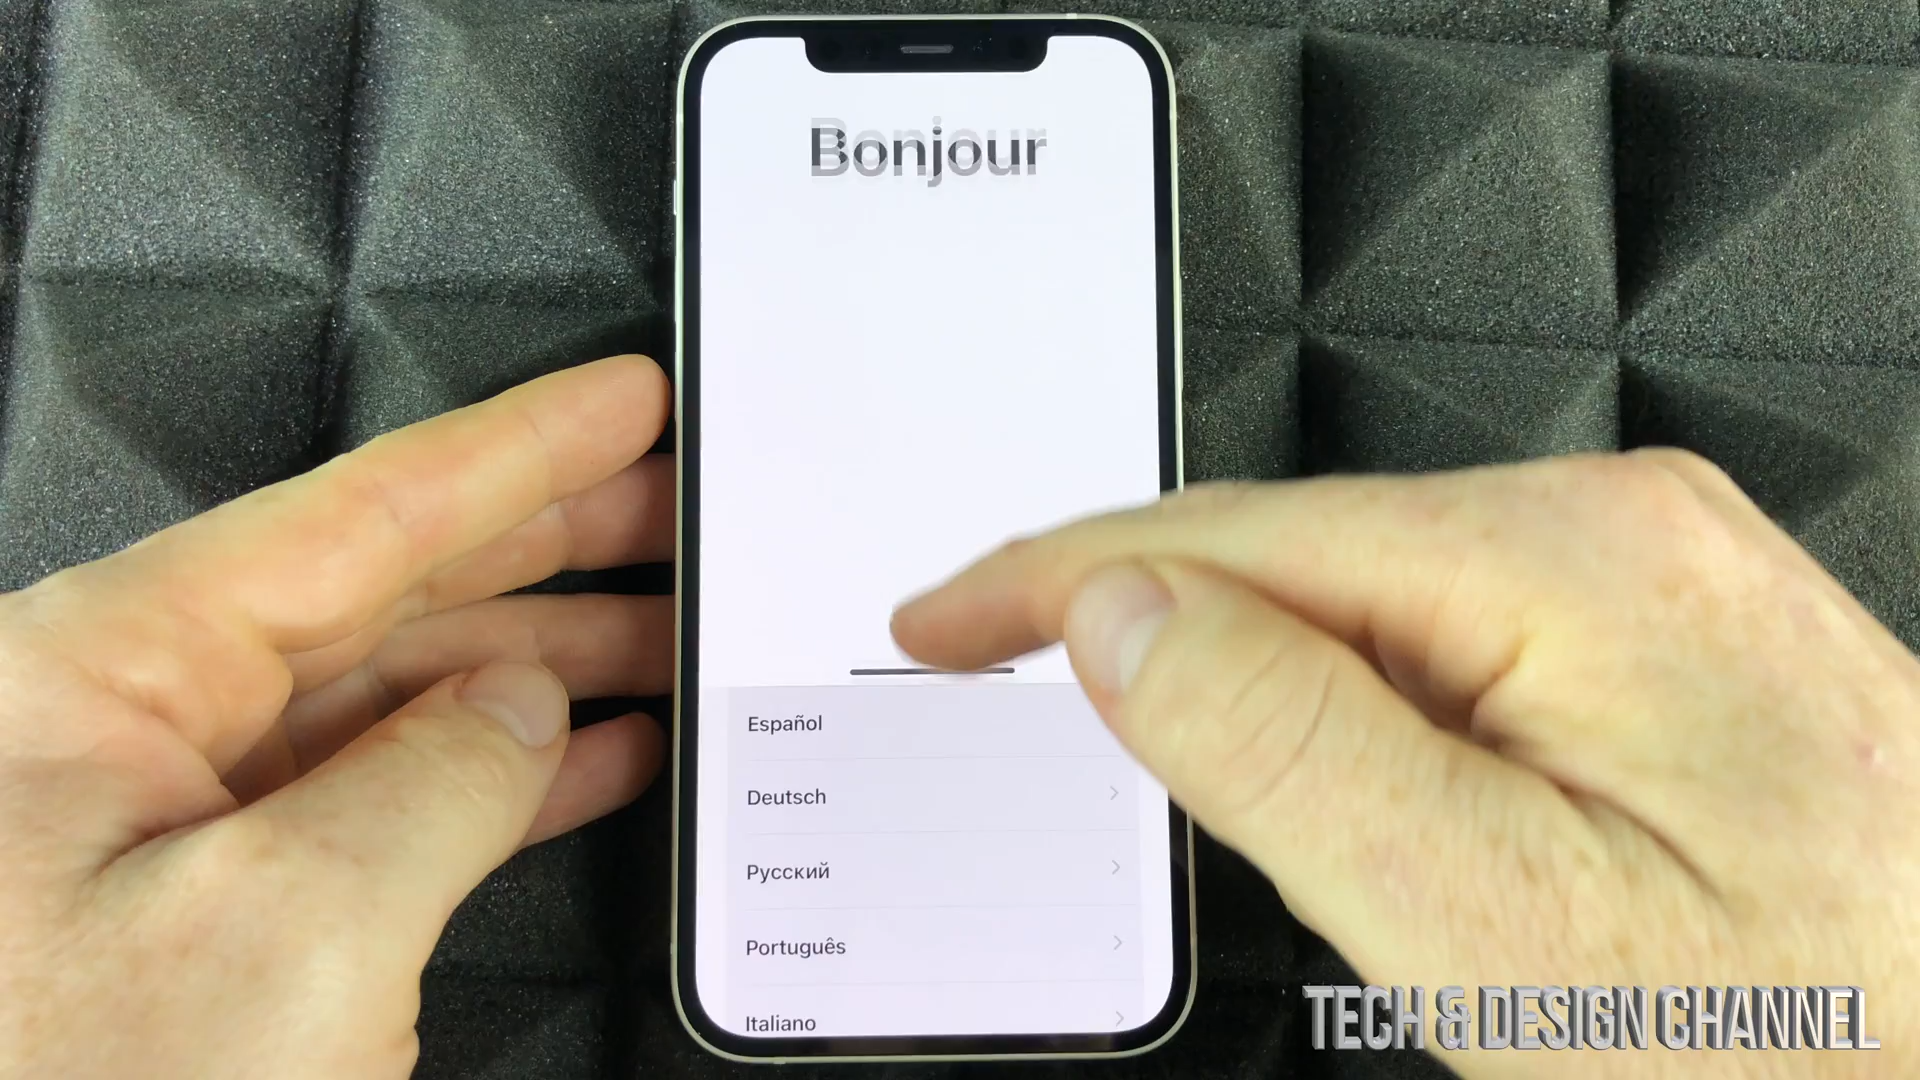 Bonjour
Español
Deutsch
Русский
Português
Italiano
TECH & DESIGN CHANNEL